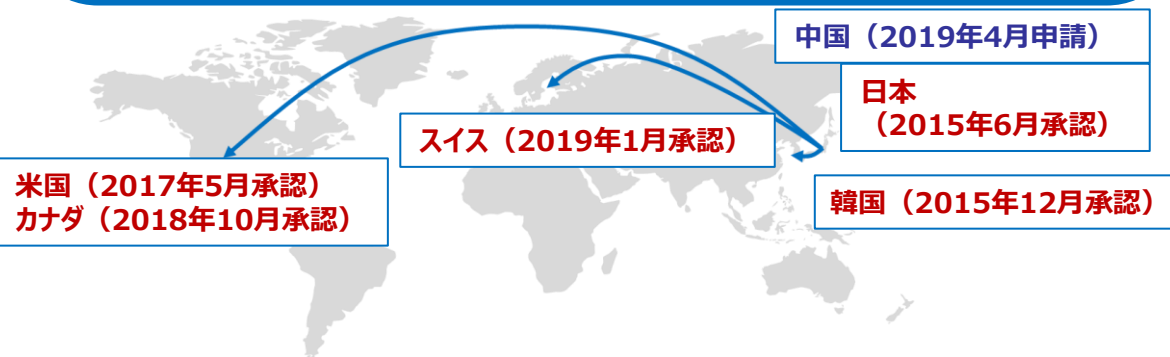 中国（2019年4月申請）
日本
（2015年6月承認）
スイス（2019年1月承認）
米国（2017年5月承認）
カナダ（2018年10月承認）
韓国（2015年12月承認）